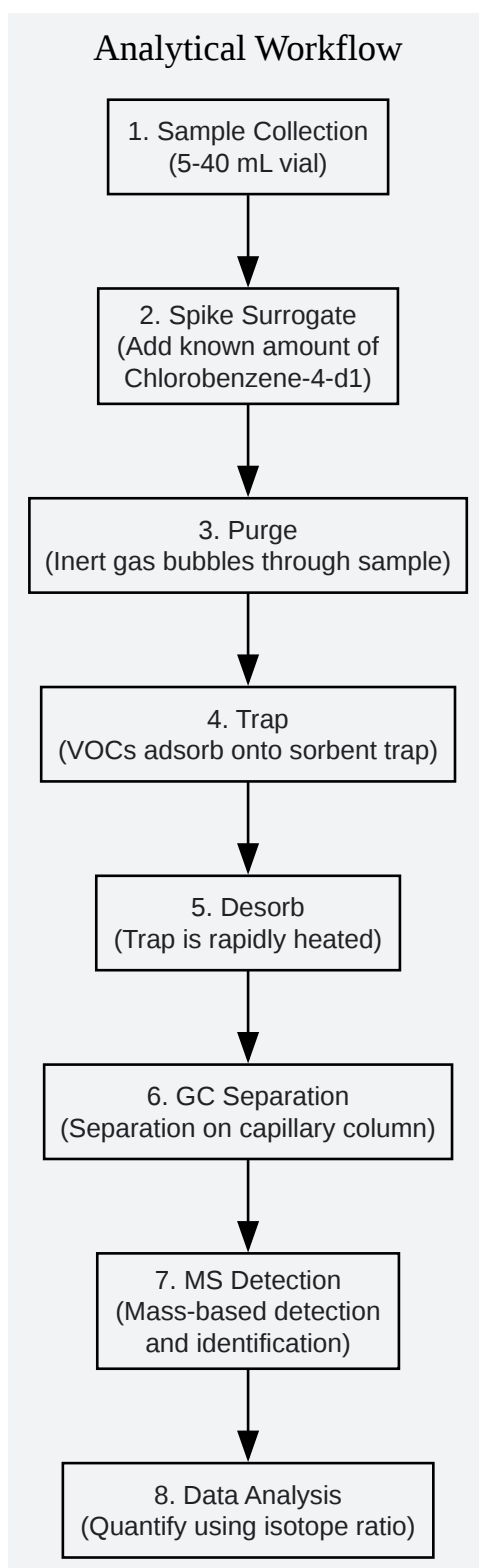 Analytical Workflow
1. Sample Collection
(5-40 mL vial)
2. Spike Surrogate
(Add known amount of
Chlorobenzene-4-d1)
3. Purge
(Inert gas bubbles through sample)
4. Trap
(VOCs adsorb onto sorbent trap)
5. Desorb
(Trap is rapidly heated)
6. GC Separation
(Separation on capillary column)
7. MS Detection
(Mass-based detection
and identification)
8. Data Analysis
(Quantify using isotope ratio)